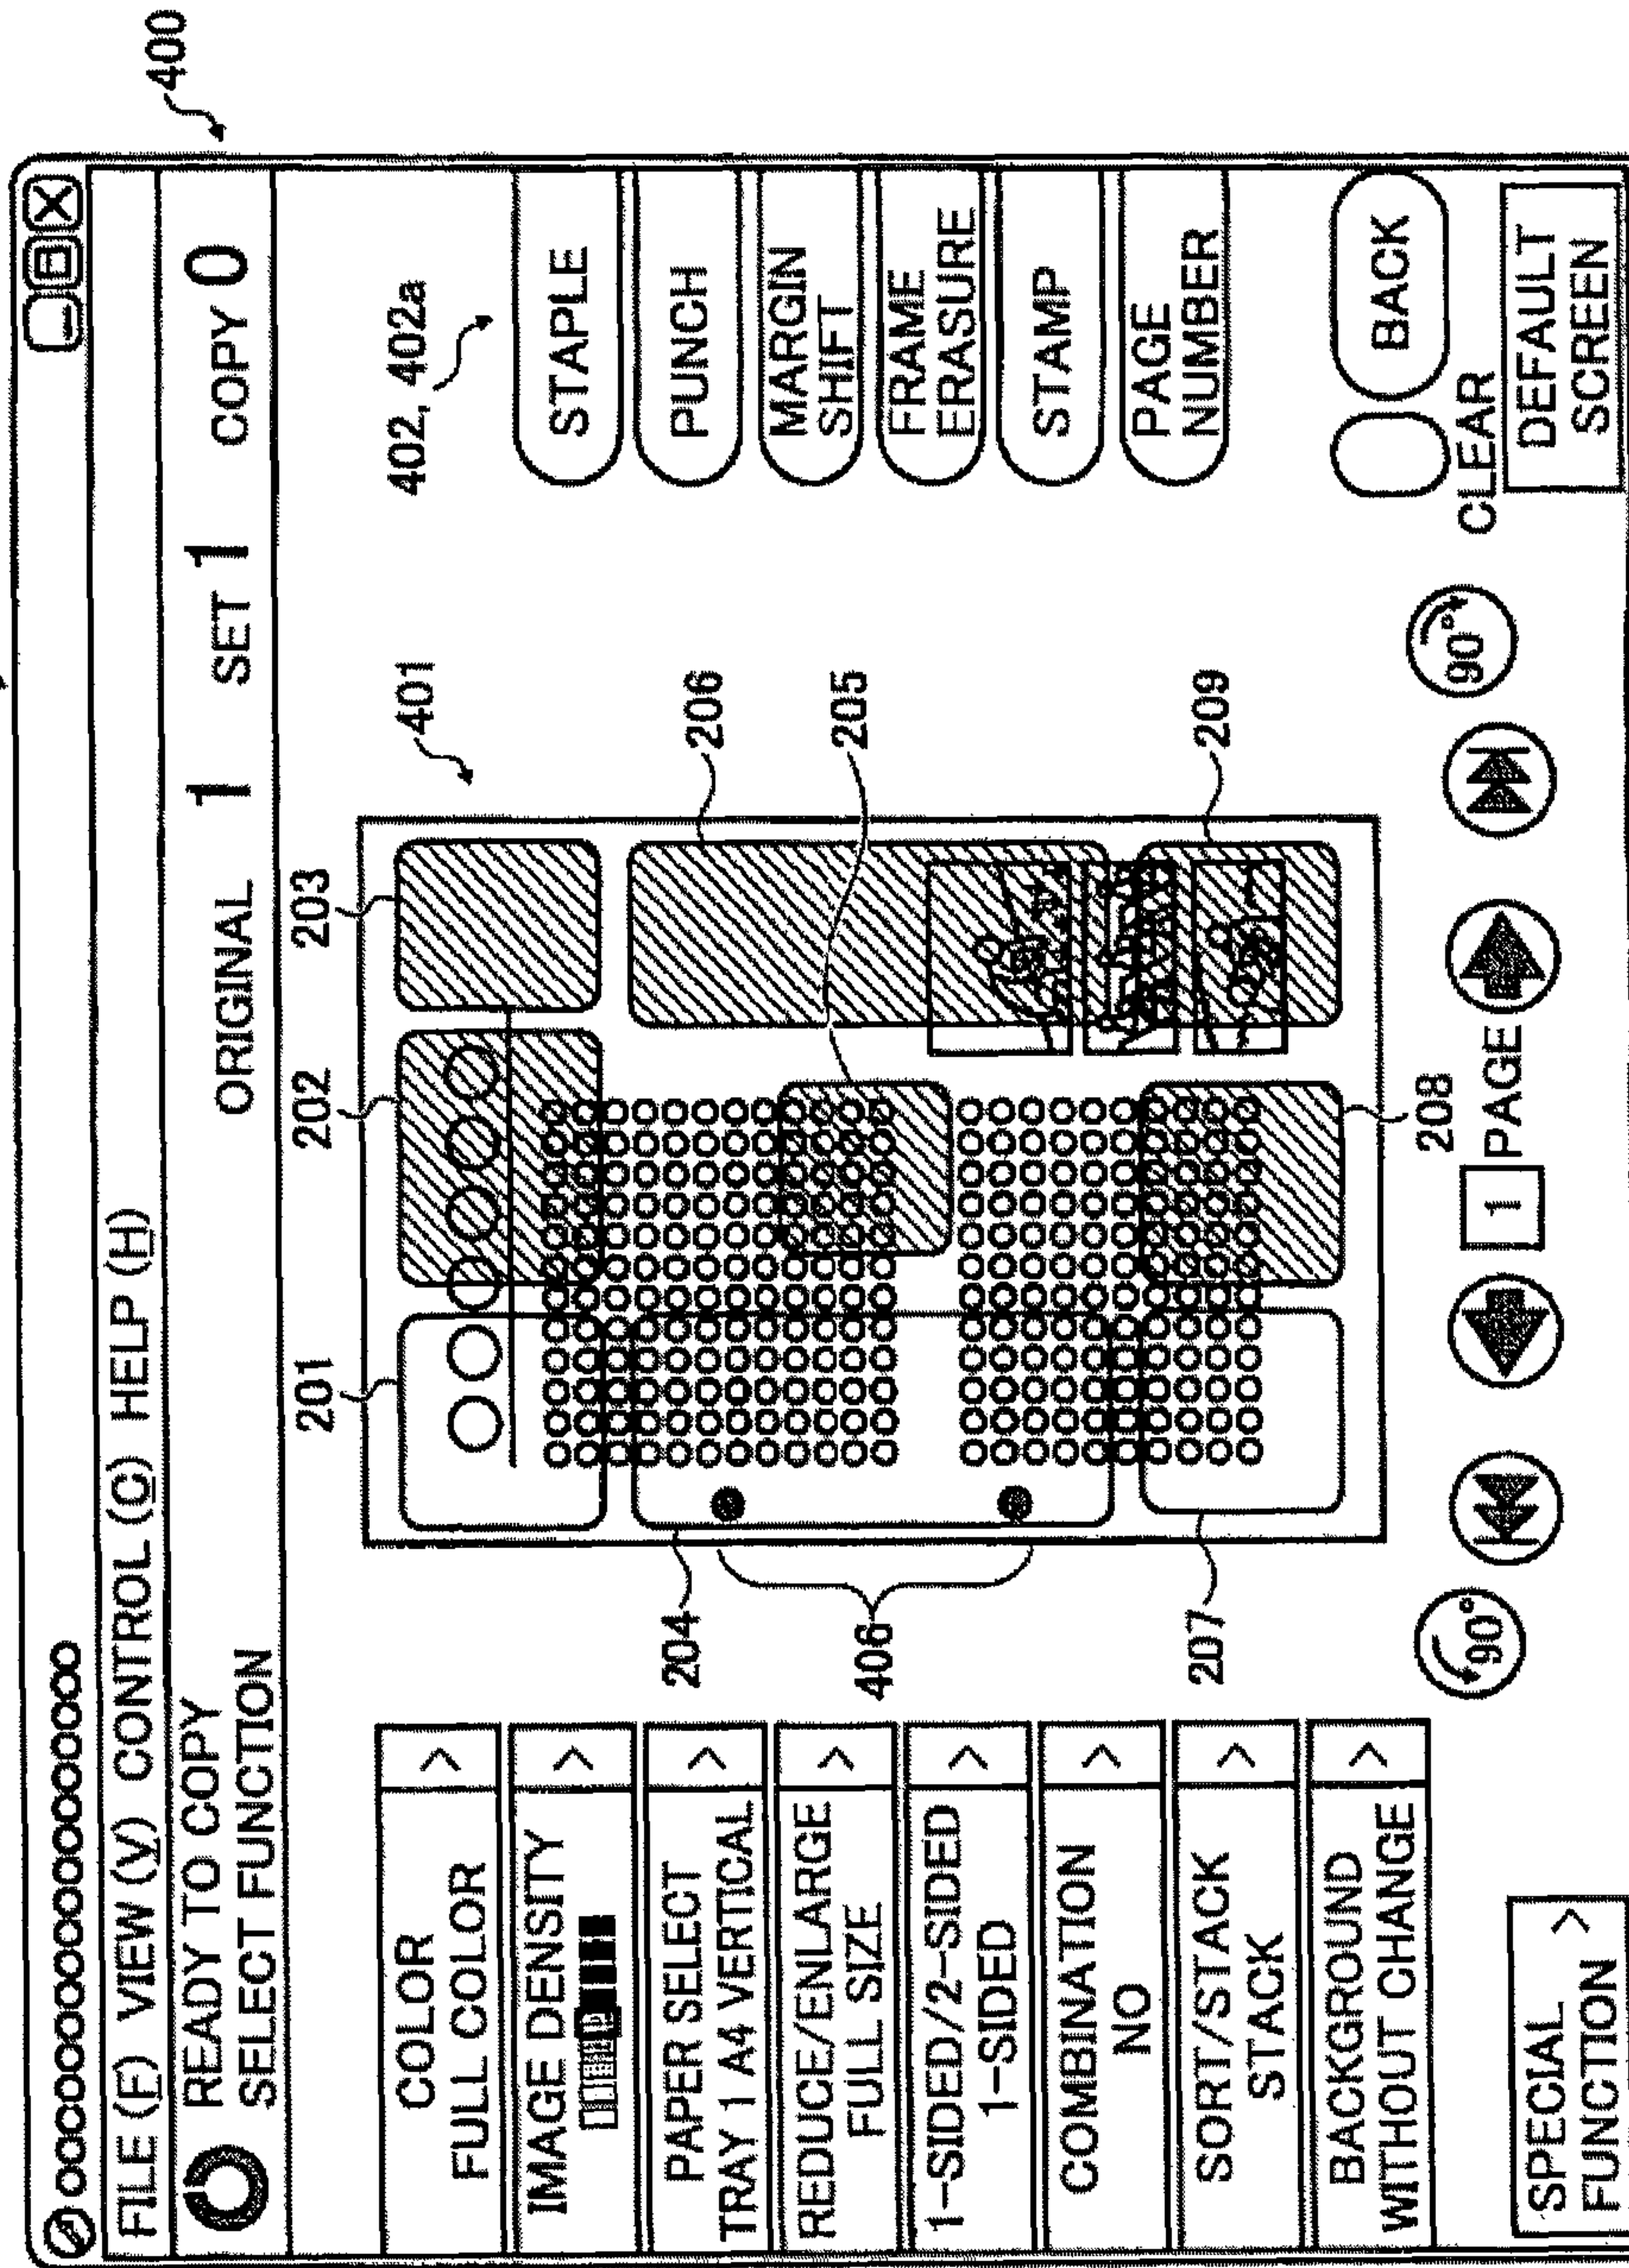 400
FILE (F) VIEW (V) CONTROL (O) HELP (H)
READY TO COPY
SELECT FUNCTION
ORIGINAL 1 SET 1 COPY 0
COLOR >
FULL COLOR
IMAGE DENSITY >
PAPER SELECT >
TRAY 1 A4 VERTICAL
REDUCE/ENLARGE >
FULL SIZE
1-SIDED/2-SIDED >
1-SIDED
COMBINATION >
NO
SORT/STACK >
STACK
BACKGROUND >
WITHOUT CHANGE
SPECIAL
FUNCTION >
201
202
203
401
204
406
207
206
205
209
208
402, 402a
STAPLE
PUNCH
MARGIN
SHIFT
FRAME
ERASURE
STAMP
PAGE
NUMBER
90°
1 PAGE
90°
CLEAR
BACK
DEFAULT
SCREEN